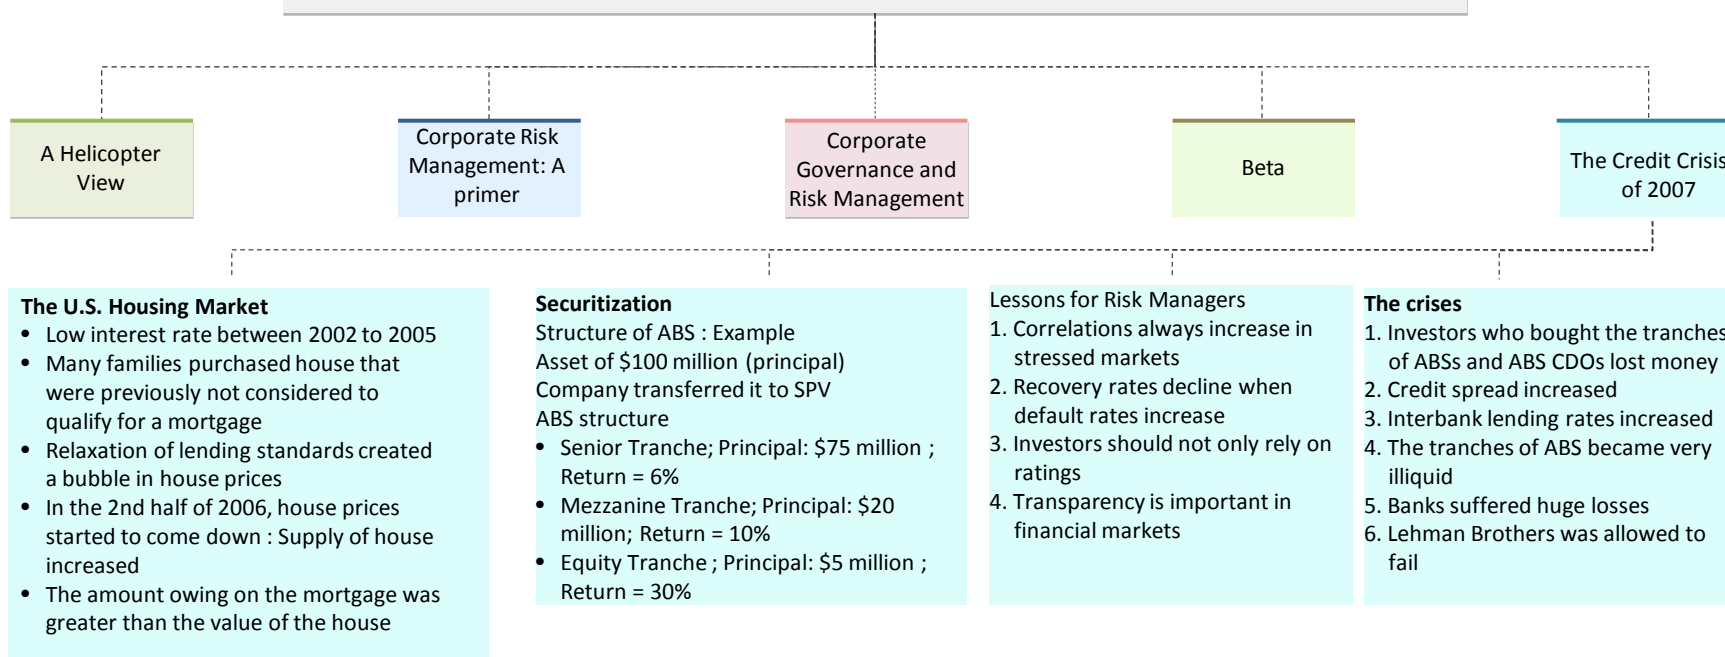 A Helicopter
View
Corporate Risk
Management: A
primer
Corporate
Governance and
Risk Management
Beta
The Credit Crisis
of 2007
The U.S. Housing Market
• Low interest rate between 2002 to 2005
• Many families purchased house that
were previously not considered to
qualify for a mortgage
• Relaxation of lending standards created
a bubble in house prices
• In the 2nd half of 2006, house prices
started to come down : Supply of house
increased
• The amount owing on the mortgage was
greater than the value of the house
Securitization
Structure of ABS : Example
Asset of $100 million (principal)
Company transferred it to SPV
ABS structure
• Senior Tranche; Principal: $75 million ;
Return = 6%
• Mezzanine Tranche; Principal: $20
million; Return = 10%
• Equity Tranche ; Principal: $5 million ;
Return = 30%
Lessons for Risk Managers
1. Correlations always increase in
stressed markets
2. Recovery rates decline when
default rates increase
3. Investors should not only rely on
ratings
4. Transparency is important in
financial markets
The crises
1. Investors who bought the tranches
of ABSs and ABS CDOs lost money
2. Credit spread increased
3. Interbank lending rates increased
4. The tranches of ABS became very
illiquid
5. Banks suffered huge losses
6. Lehman Brothers was allowed to
fail